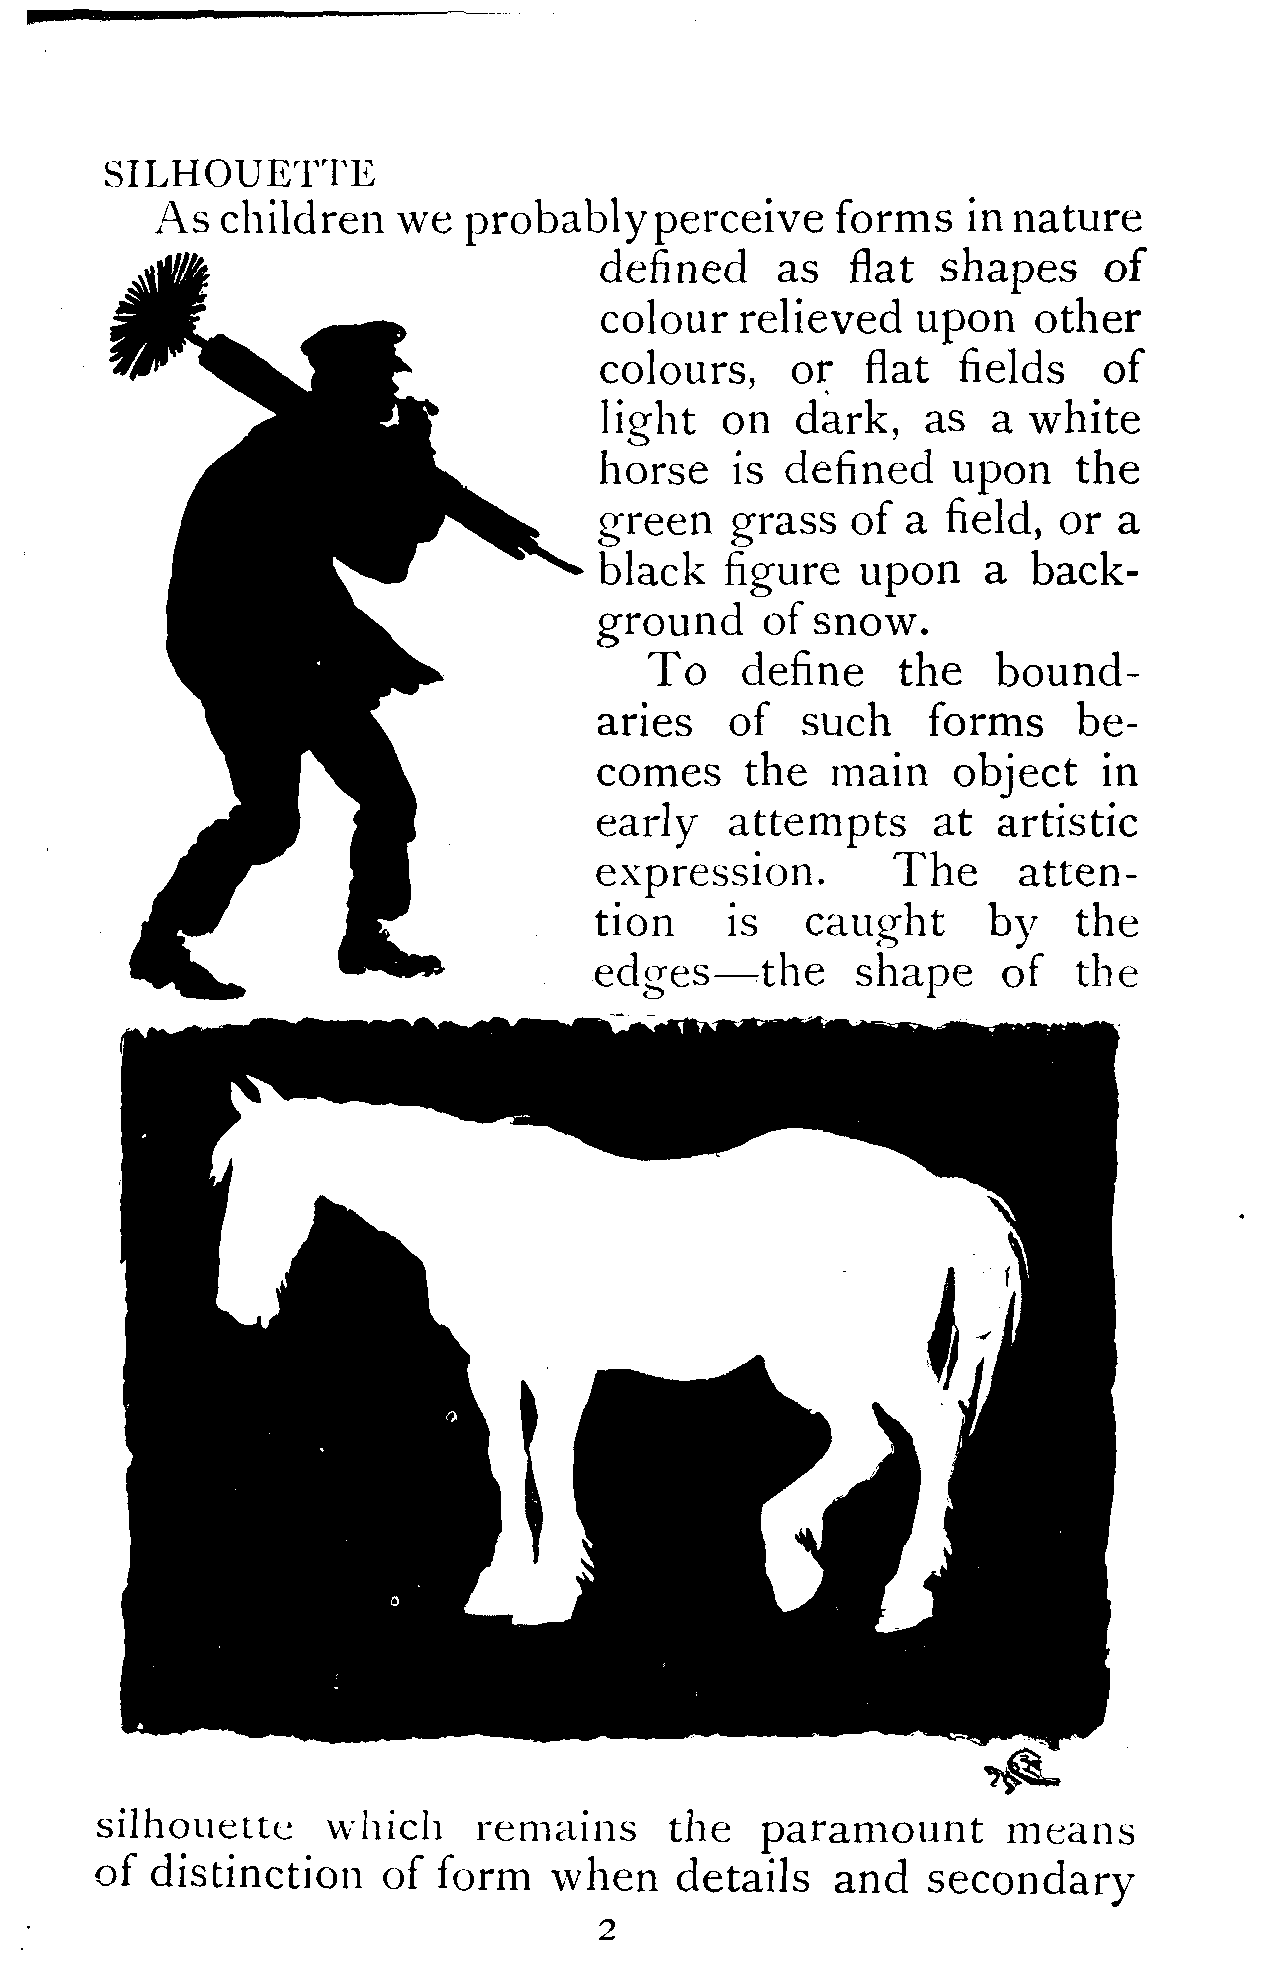 SILHOUETTE
As children we probably perceive forms in nature
defined as flat shapes of
colour relieved upon other
colours, or flat fields of
light on dark, as a white
horse is defined upon the
green grass of a field, or a
black figure upon a back-
ground of snow.
To define the bound-
aries of such forms be-
comes the main object in
early attempts at artistic
expression. The atten-
tion is caught by the
edges—the shape of the
silhouette which remains the paramount means
of distinction of form when details and secondary
2